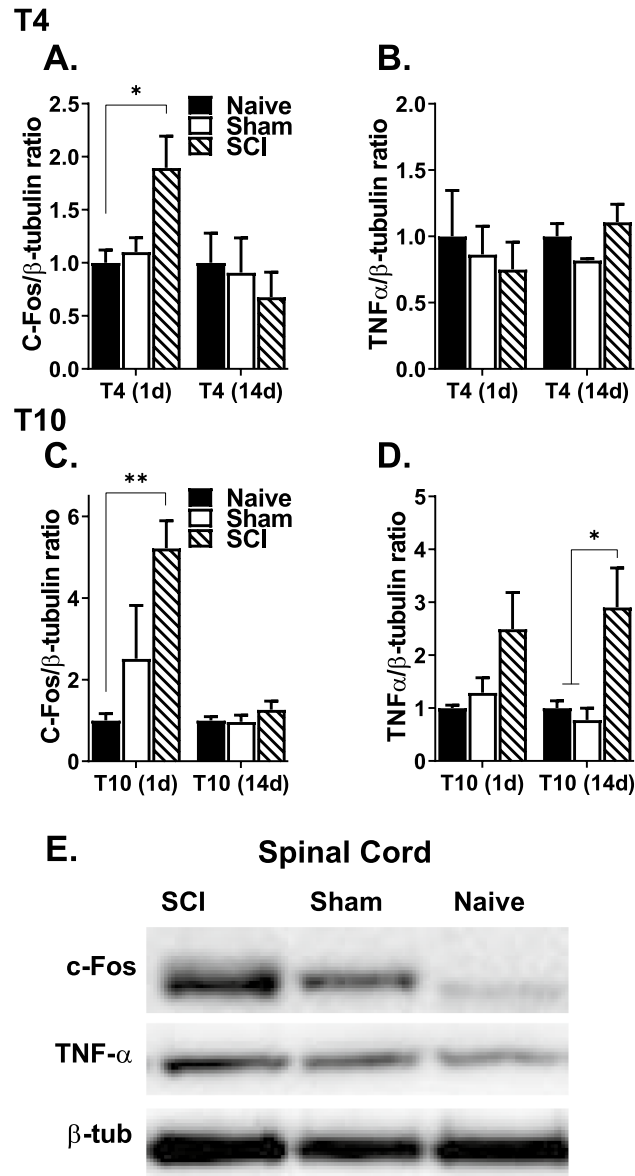 T4
A.
C-Fos/β-tubulin ratio
2.5
2.0
1.5
1.0
0.5
0.0
*
Naive
Sham
SCI
T4 (1d)
T4 (14d)
B.
TNFα/β-tubulin ratio
2.0
1.5
1.0
0.5
0.0
T4 (1d)
T4 (14d)
T10
C.
C-Fos/β-tubulin ratio
6
4
2
0
**
Naive
Sham
SCI
T10 (1d)
T10 (14d)
D.
TNFα/β-tubulin ratio
5
4
3
2
1
0
*
T10 (1d)
T10 (14d)
E.
Spinal Cord
SCI Sham Naive
c-Fos
TNF-α
β-tub